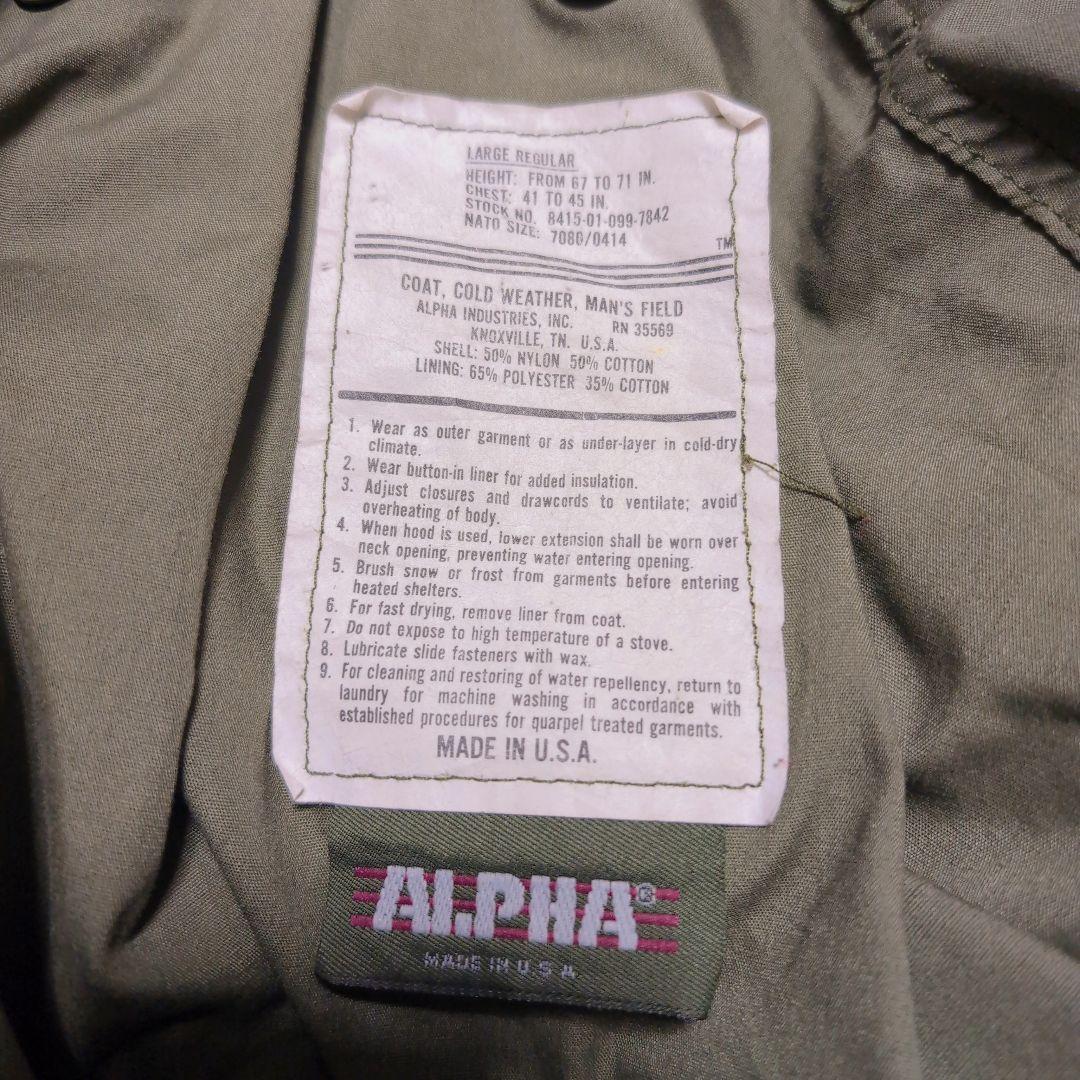 LARGE REGULAR
HEIGHT: FROM 67 TO 71 IN.
CHEST: 41 TO 45 IN.
STOCK NO. 8415-01-099-7842
NATO SIZE: 7080/0414
TM
COAT, COLD WEATHER, MAN'S FIELD
ALPHA INDUSTRIES, INC. RN 35569
KNOXVILLE, TN. U.S.A.
SHELL: 50% NYLON 50% COTTON
LINING: 65% POLYESTER 35% COTTON
1. Wear as outer garment or as under-layer in cold-dry
climate.
2. Wear button-in liner for added insulation.
3. Adjust closures and drawcords to ventilate; avoid
overheating of body.
4. When hood is used, lower extension shall be worn over
neck opening, preventing water entering opening.
5. Brush snow or frost from garments before entering
heated shelters.
6. For fast drying, remove liner from coat.
7. Do not expose to high temperature of a stove.
8. Lubricate slide fasteners with wax.
9. For cleaning and restoring of water repellency, return to
laundry for machine washing in accordance with
established procedures for quarpel treated garments.
MADE IN U.S.A.
ALPHA®
MADE IN U.S.A